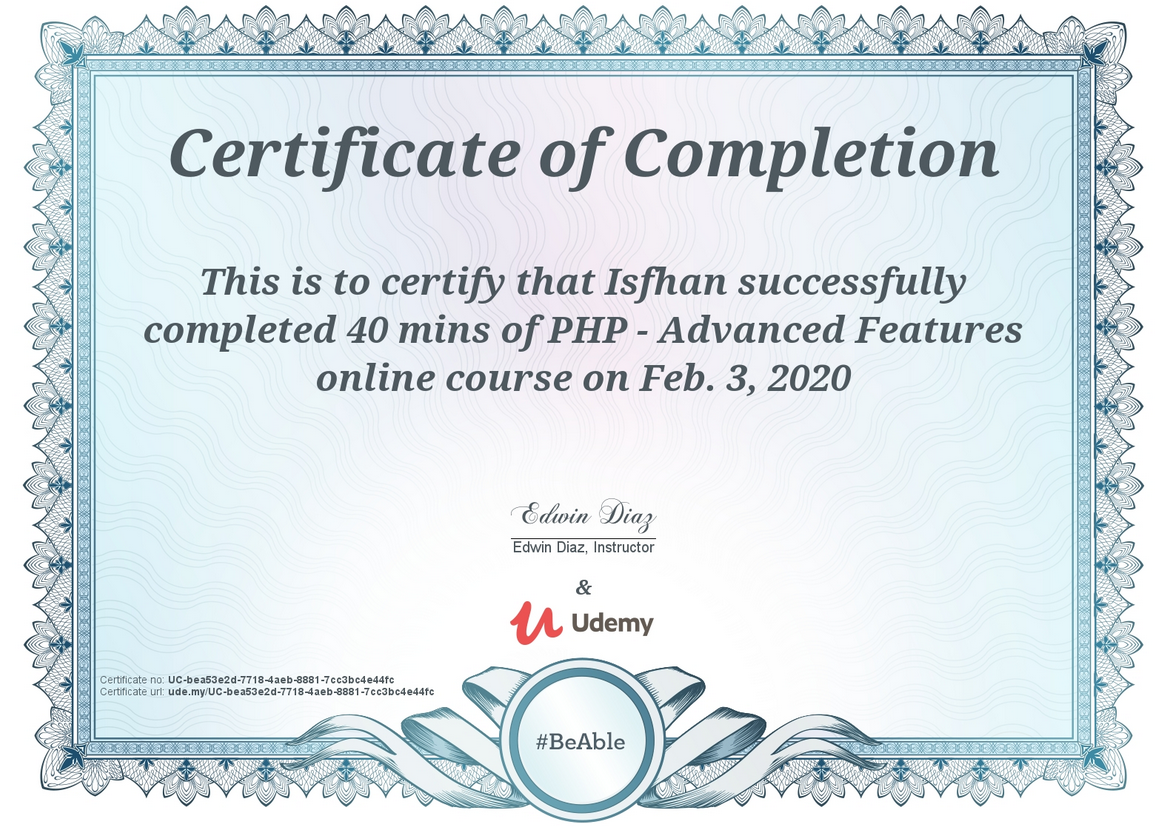 Certificate of Completion
This is to certify that Isfhan successfully
completed 40 mins of PHP - Advanced Features
online course on Feb. 3, 2020
Edwin Diaz
Edwin Diaz, Instructor
&
Udemy
Certificate no: UC-bea53e2d-7718-4aeb-8881-7cc3bc4e44fc
Certificate url: ude.my/UC-bea53e2d-7718-4aeb-8881-7cc3bc4e44fc
#BeAble